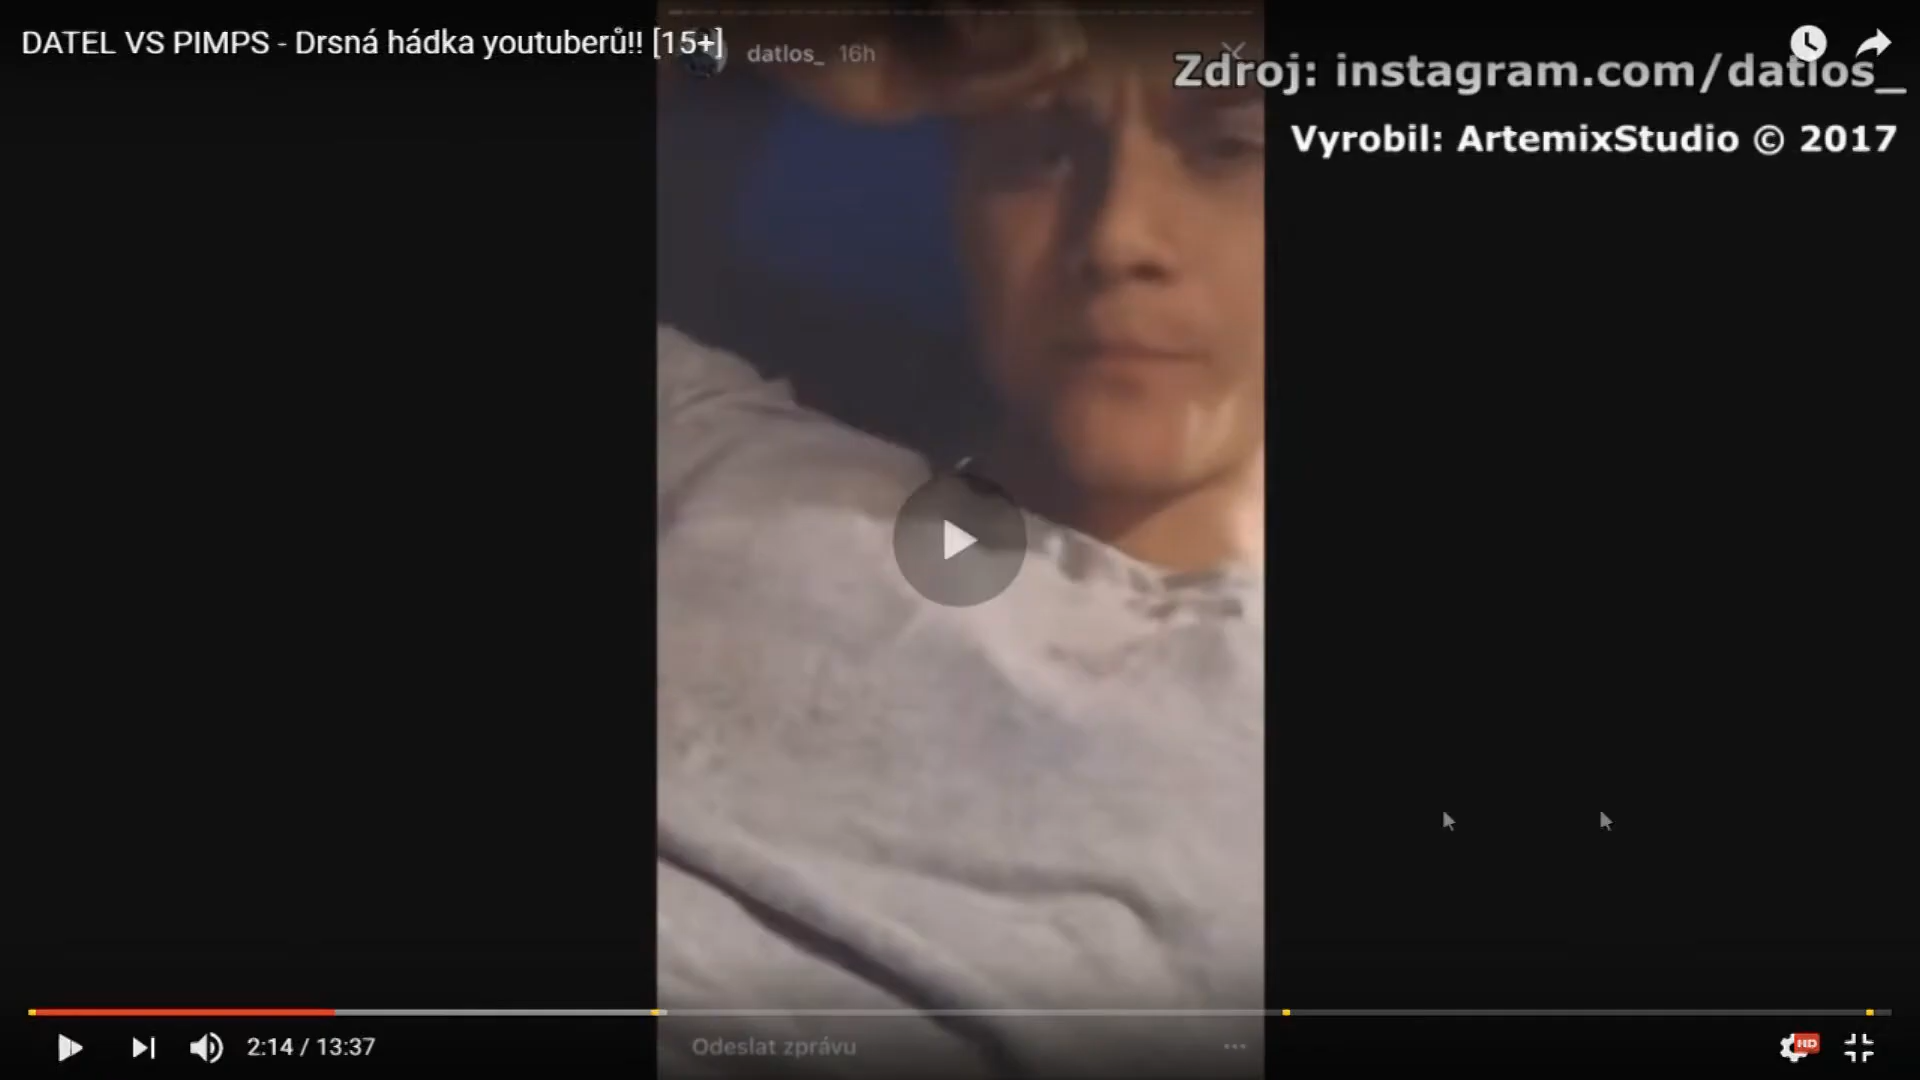 DATEL VS PIMPS - Drsná hádka youtuberů!! [15+]
datlos_ 16h
Zdroj: instagram.com/datlos_
Vyrobil: ArtemixStudio © 2017
Odeslat zprávu
2:14 / 13:37
HD